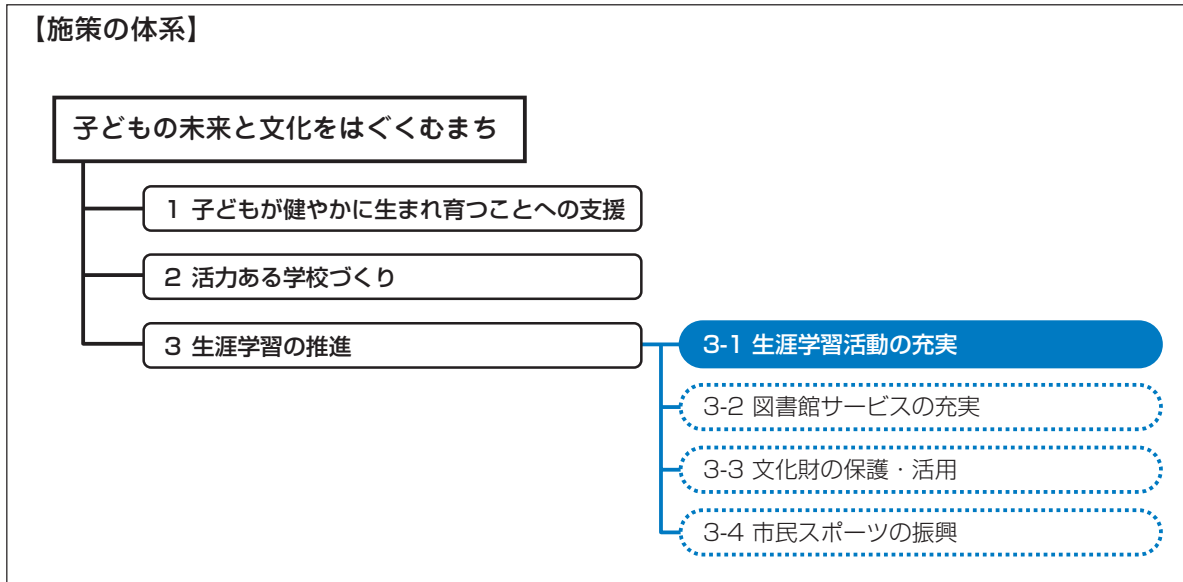 【施策の体系】
子どもの未来と文化をはぐくむまち
1 子どもが健やかに生まれ育つことへの支援
2 活力ある学校づくり
3 生涯学習の推進
3-1 生涯学習活動の充実
3-2 図書館サービスの充実
3-3 文化財の保護・活用
3-4 市民スポーツの振興